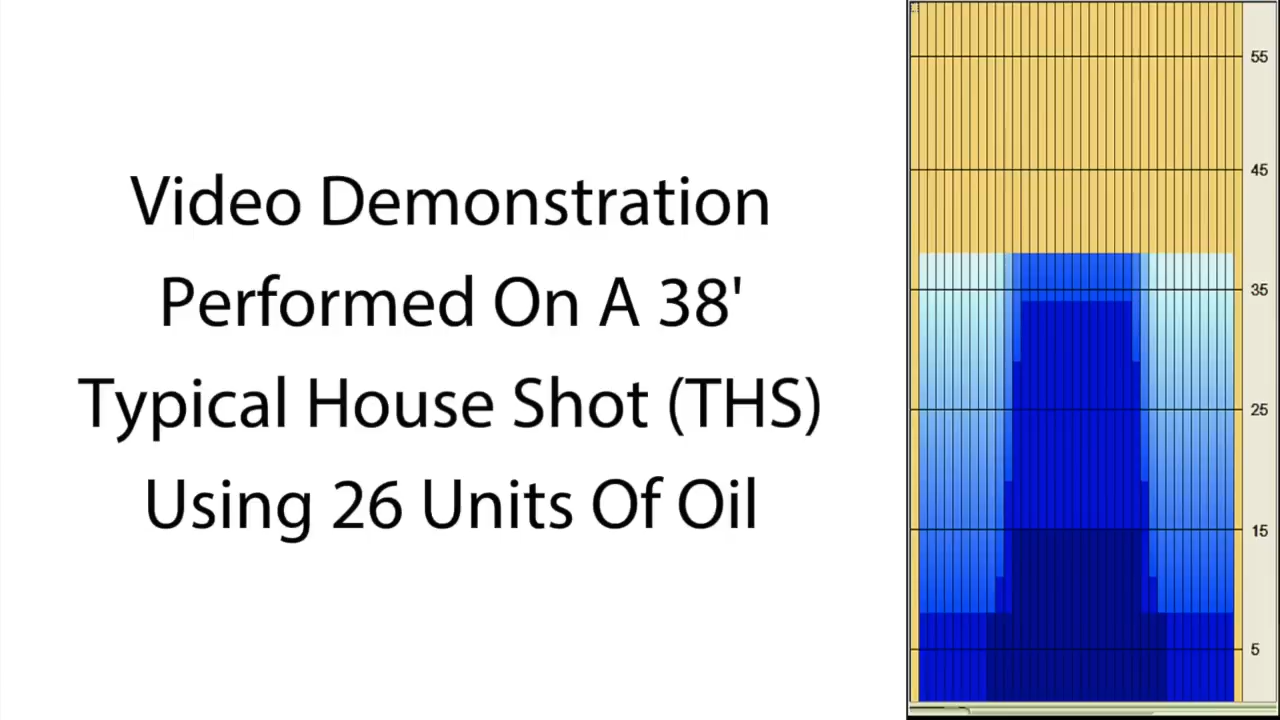 Video Demonstration
Performed On A 38'
Typical House Shot (THS)
Using 26 Units Of Oil
55
45
35
25
15
5